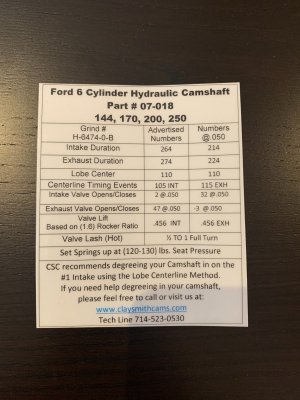 Ford 6 Cylinder Hydraulic Camshaft
Part # 07-018
144, 170, 200, 250
Grind # Advertised Numbers
H-6474-0-B Numbers @.050
Intake Duration 264 214
Exhaust Duration 274 224
Lobe Center 110 110
Centerline Timing Events 105 INT 115 EXH
Intake Valve Opens/Closes 2 @.050 32 @.050
Exhaust Valve Opens/Closes 47 @.050 -3 @.050
Valve Lift
Based on (1.6) Rocker Ratio .456 INT .456 EXH
Valve Lash (Hot) ½ TO 1 Full Turn
Set Springs up at (120-130) lbs. Seat Pressure
CSC recommends degreeing your Camshaft in on the
#1 Intake using the Lobe Centerline Method.
If you need help degreeing in your camshaft,
please feel free to call or visit us at:
www.claysmithcams.com
Tech Line 714-523-0530